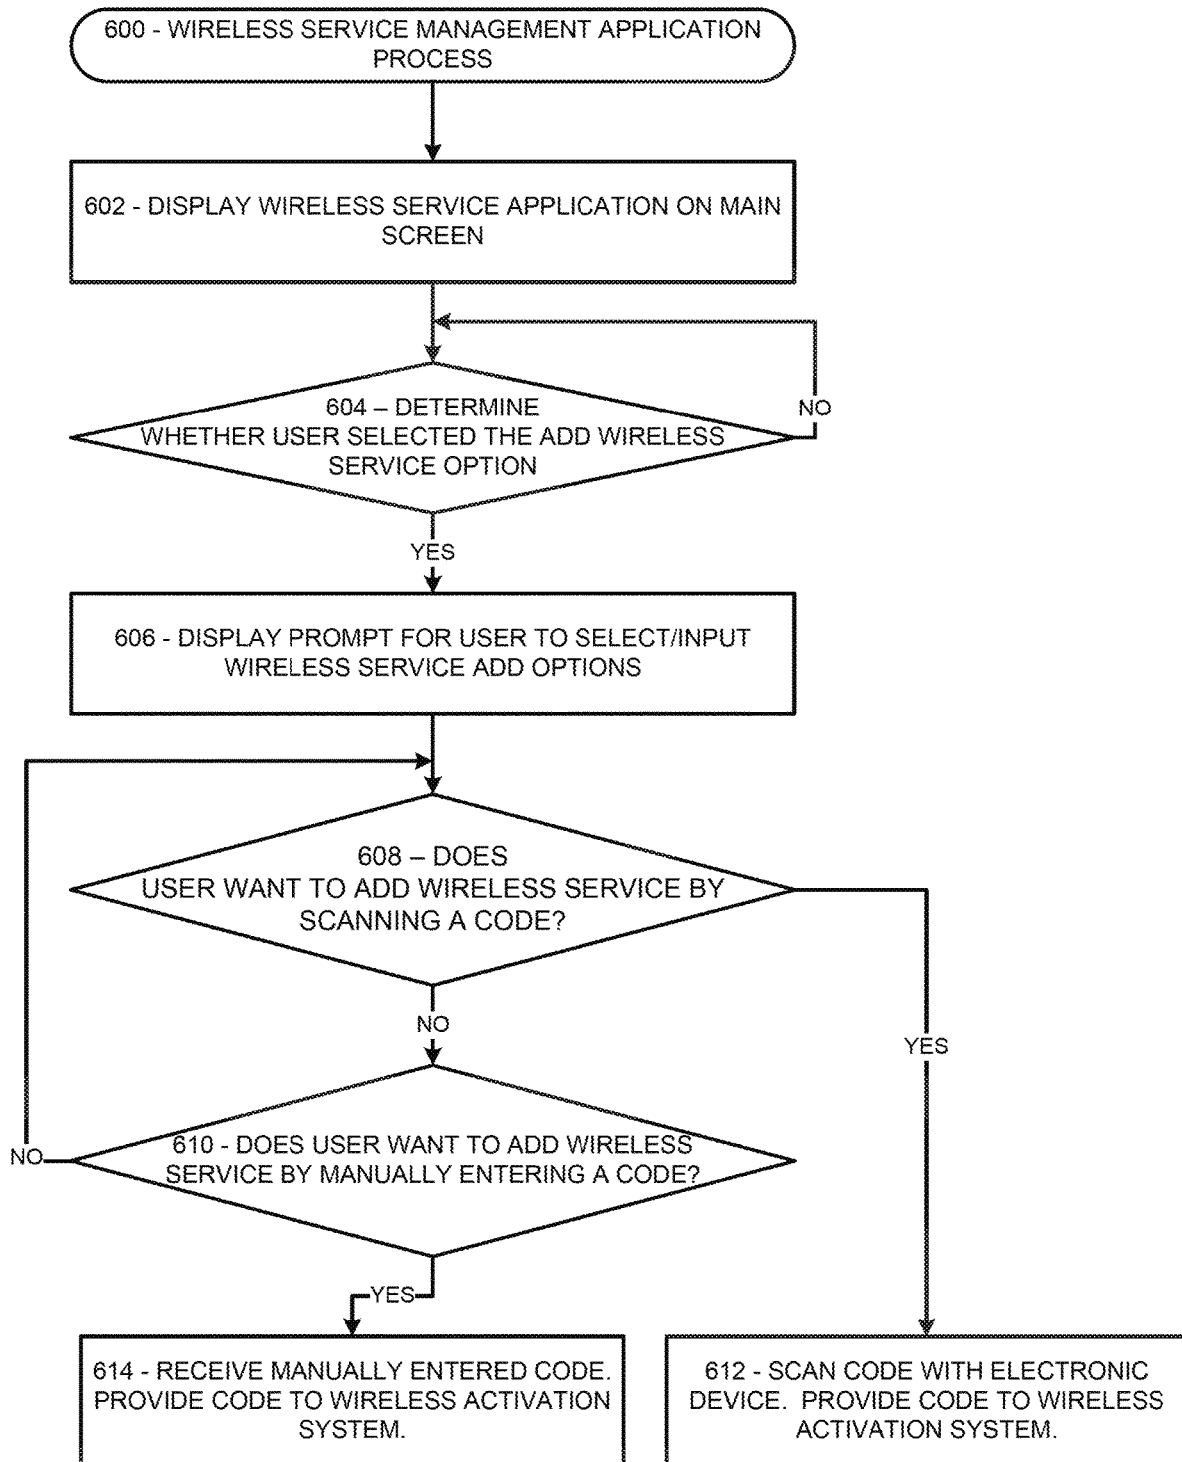 600 - WIRELESS SERVICE MANAGEMENT APPLICATION
PROCESS
602 - DISPLAY WIRELESS SERVICE APPLICATION ON MAIN
SCREEN
604 – DETERMINE
WHETHER USER SELECTED THE ADD WIRELESS
SERVICE OPTION
NO
YES
606 - DISPLAY PROMPT FOR USER TO SELECT/INPUT
WIRELESS SERVICE ADD OPTIONS
608 – DOES
USER WANT TO ADD WIRELESS SERVICE BY
SCANNING A CODE?
NO
YES
610 - DOES USER WANT TO ADD WIRELESS
SERVICE BY MANUALLY ENTERING A CODE?
NO
YES
614 - RECEIVE MANUALLY ENTERED CODE.
PROVIDE CODE TO WIRELESS ACTIVATION
SYSTEM.
612 - SCAN CODE WITH ELECTRONIC
DEVICE.  PROVIDE CODE TO WIRELESS
ACTIVATION SYSTEM.